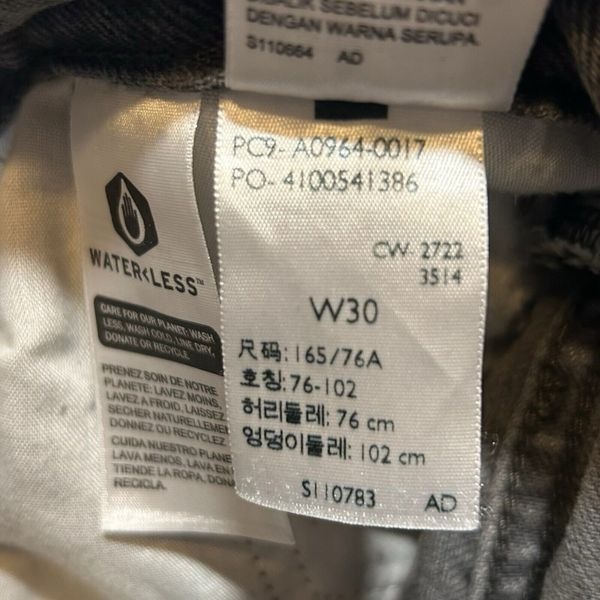 SEBELUM DICUCI
DENGAN WARNA SERUPA.
S110664 AD
PC9- A0964-0017
PO- 4100541386
CW- 2722
3514
W30
尺码: 165/76A
호칭: 76-102
허리둘레: 76 cm
엉덩이둘레: 102 cm
S110783 AD
WATER<LESS™
CARE FOR OUR PLANET: WASH
LESS, WASH COLD, LINE DRY,
DONATE OR RECYCLE.
PRENEZ SOIN DE NOTRE
PLANÈTE: LAVEZ MOINS,
LAVEZ A FROID, LAISSEZ
SECHER NATURELLEMENT
DONNEZ OU RECYCLEZ
CUIDA NUESTRO PLANE
LAVA MENOS, LAVA EN
TIENDE LA ROPA, DONA
RECICLA.